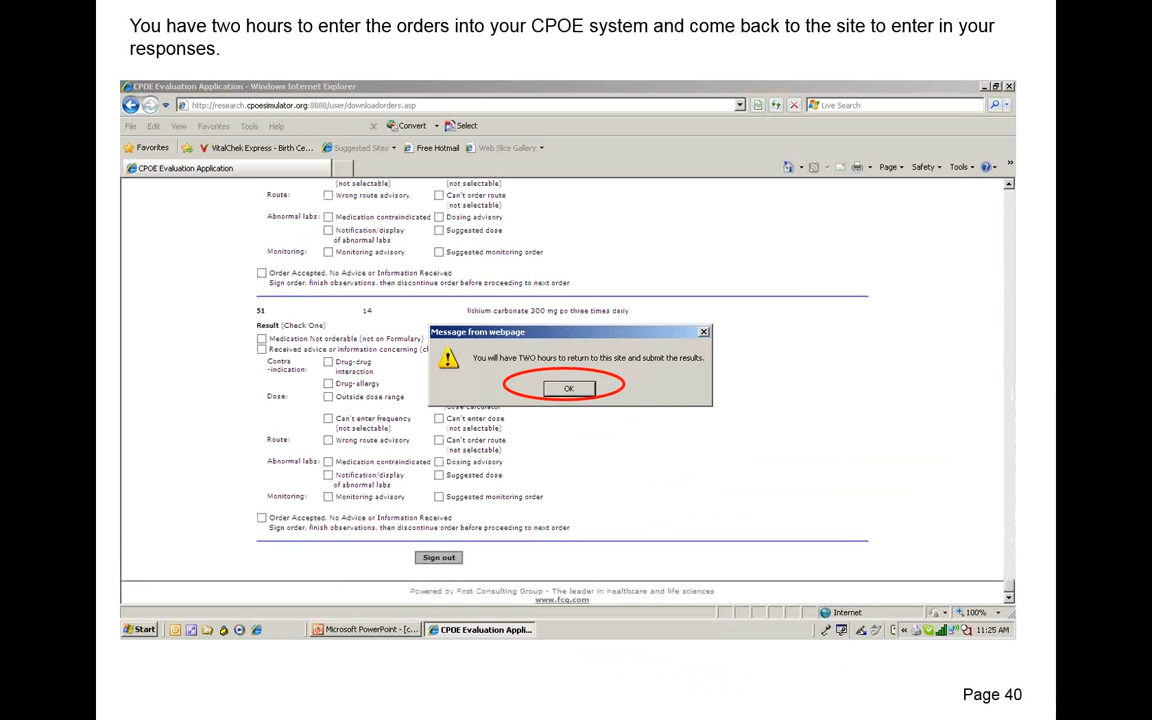 You have two hours to enter the orders into your CPOE system and come back to the site to enter in your
responses.
CPOE Evaluation Application - Windows Internet Explorer
http://research.cpoesimulator.org:8888/user/downloadorders.asp
Live Search
File Edit View Favorites Tools Help
Convert Select
Favorites VitalChek Express - Birth Ce... Suggested Sites Free Hotmail Web Slice Gallery
CPOE Evaluation Application
Page Safety Tools
(not selectable) (not selectable)
Route: Wrong route advisory Can't order route
(not selectable)
Abnormal labs: Medication contraindicated Dosing advisory
Notification/display Suggested dose
of abnormal labs
Monitoring: Monitoring advisory Suggested monitoring order
Order Accepted, No Advice or Information Received
Sign order, finish observations, then discontinue order before proceeding to next order
51 14 lithium carbonate 300 mg po three times daily
Result (Check One)
Medication Not orderable (not on Formulary)
Received advice or information concerning
Contra Drug-drug
-indication: interaction
Drug-allergy
Dose: Outside dose range
Message from webpage
You will have TWO hours to return to this site and submit the results.
OK
Can't enter frequency Can't enter dose
(not selectable) (not selectable)
Route: Wrong route advisory Can't order route
(not selectable)
Abnormal labs: Medication contraindicated Dosing advisory
Notification/display Suggested dose
of abnormal labs
Monitoring: Monitoring advisory Suggested monitoring order
Order Accepted, No Advice or Information Received
Sign order, finish observations, then discontinue order before proceeding to next order
Sign out
Powered by First Consulting Group - The leader in healthcare and life sciences
www.fcg.com
Internet 100%
Start Microsoft PowerPoint - [c... CPOE Evaluation Appli... 11:25 AM
Page 40